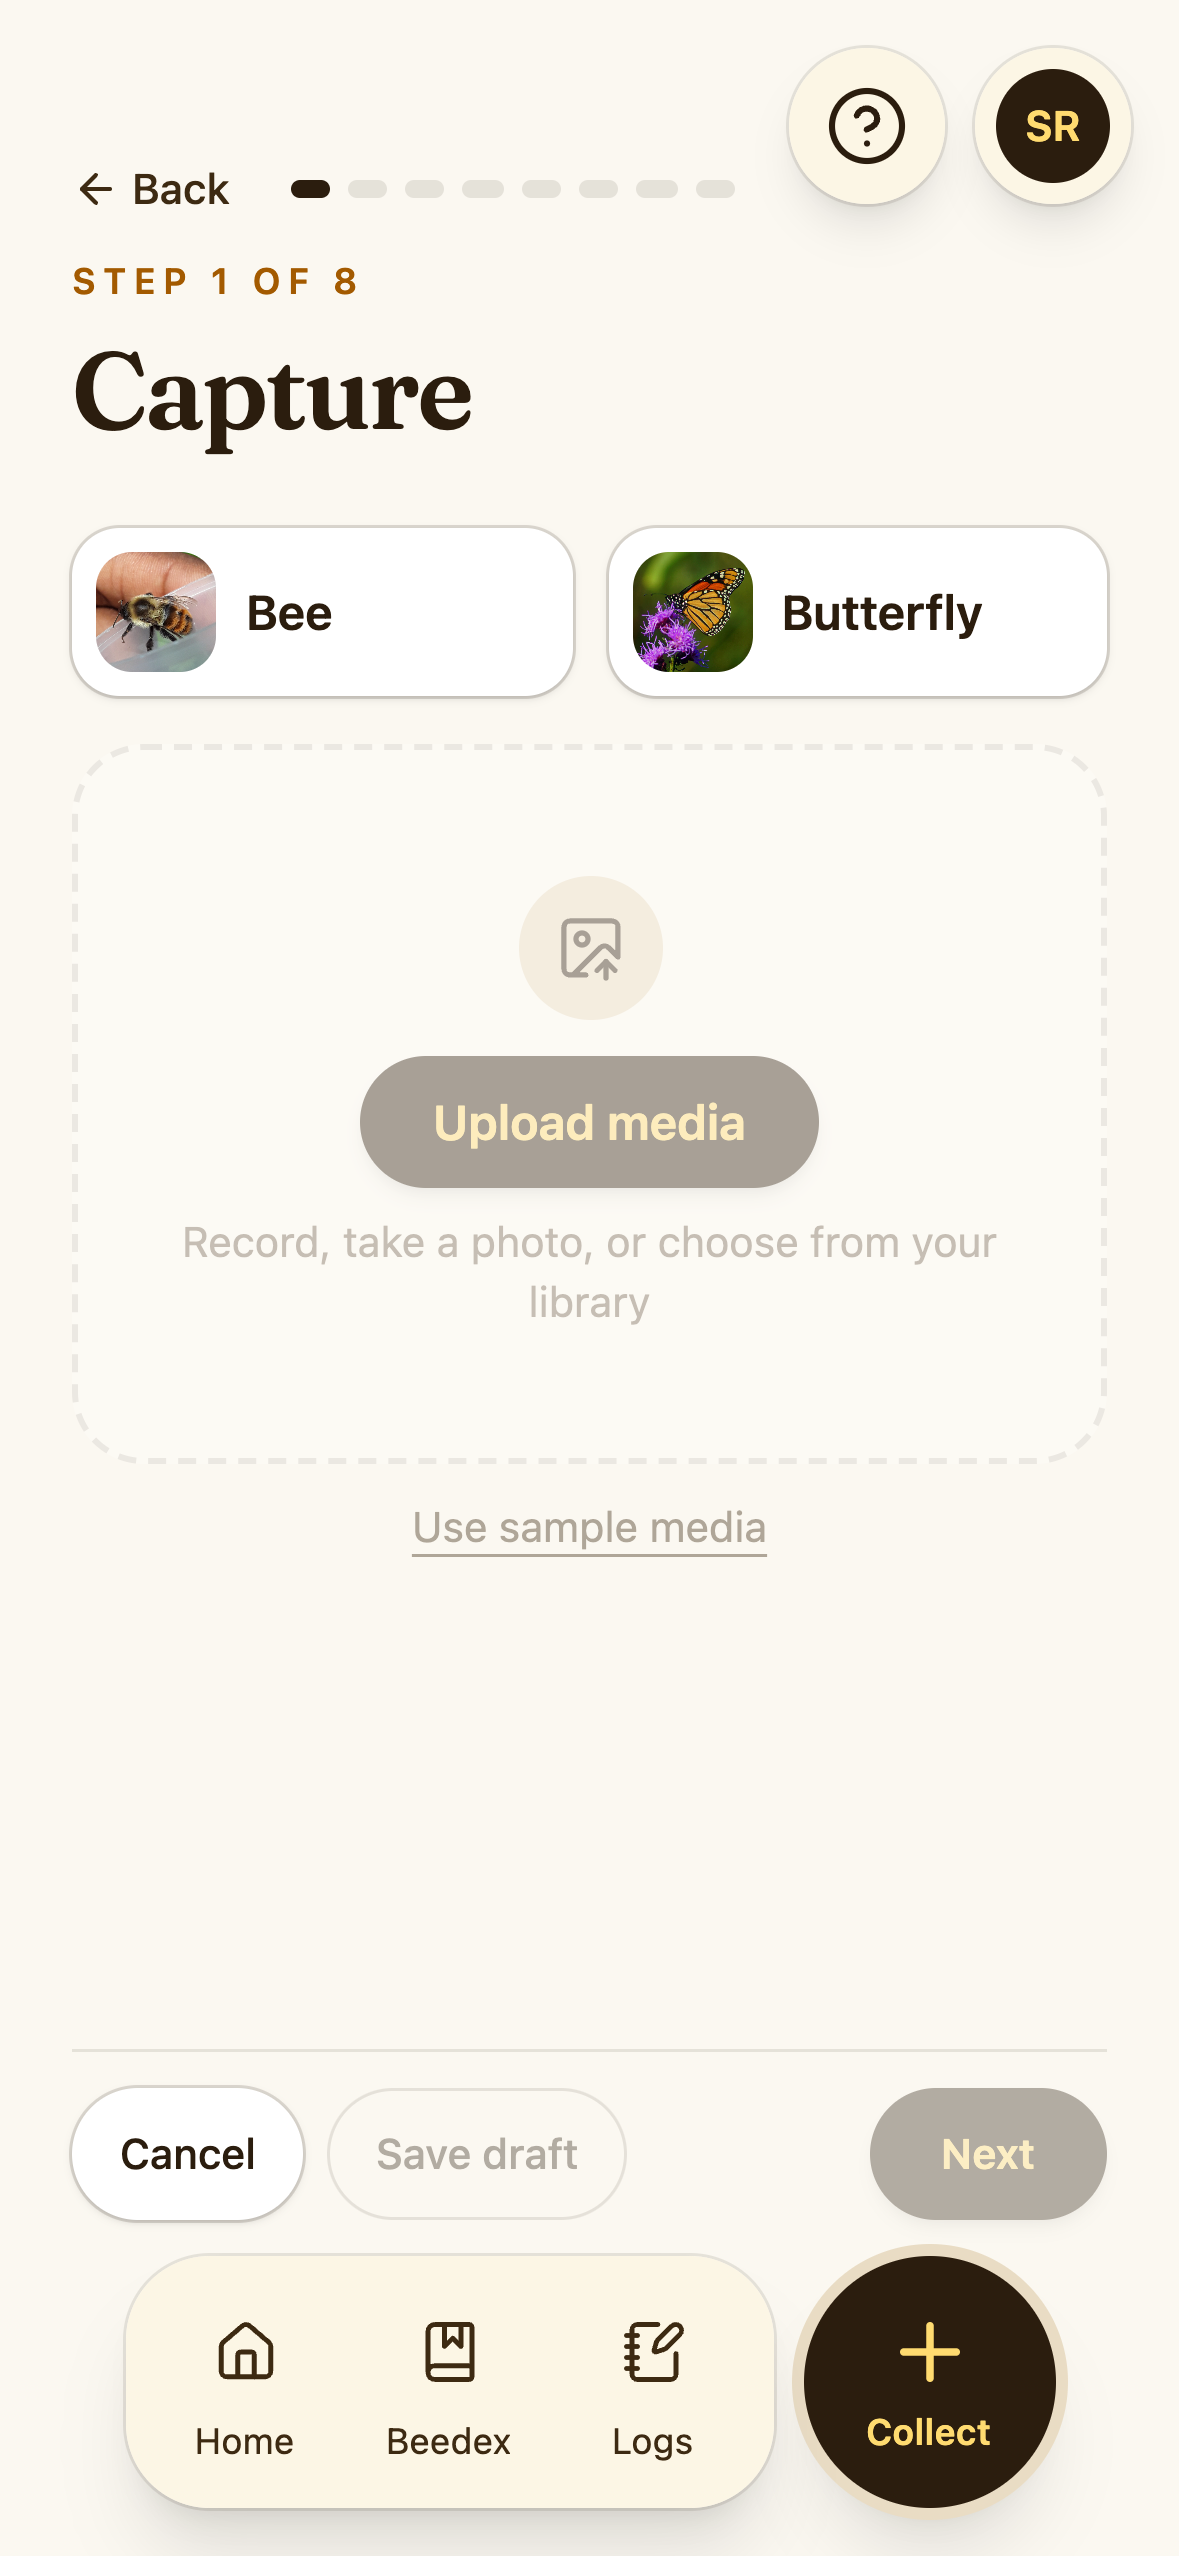 SR
Back
STEP 1 OF 8
Capture
Bee
Butterfly
Upload media
Record, take a photo, or choose from your
library
Use sample media
Cancel
Save draft
Next
Home
Beedex
Logs
Collect